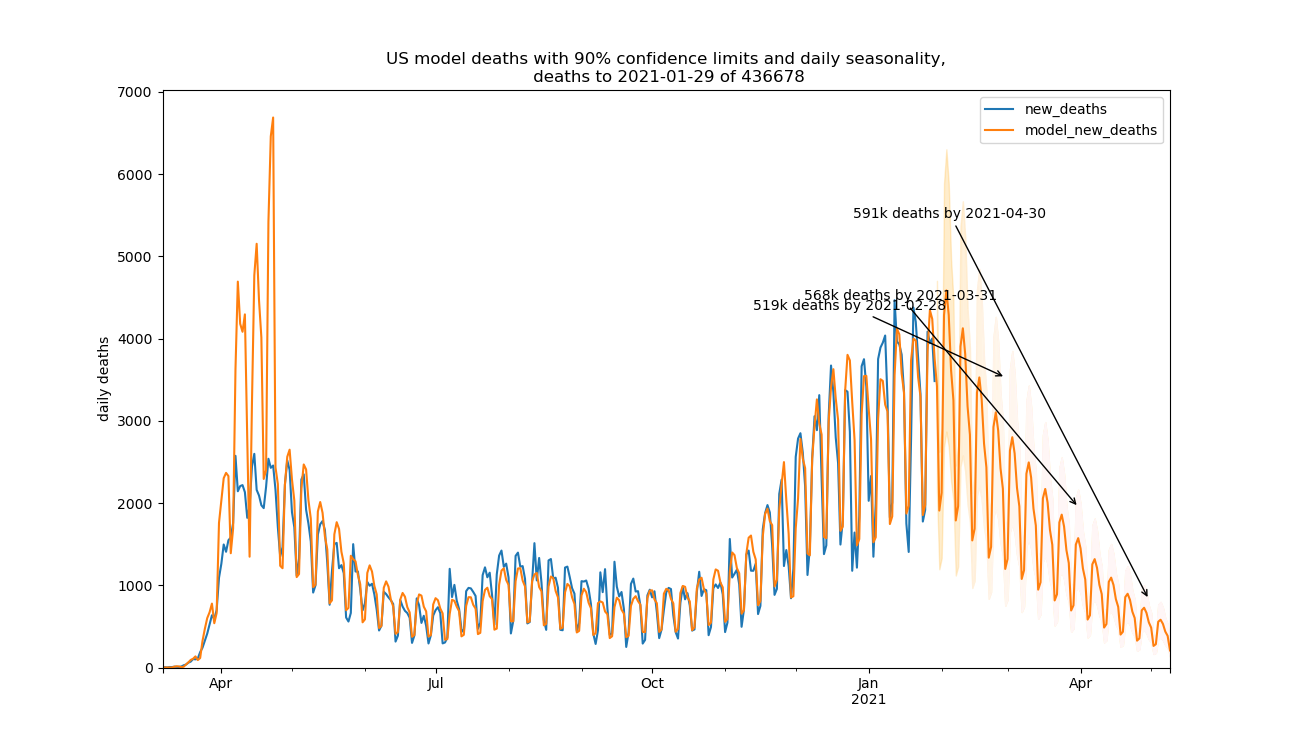 US model deaths with 90% confidence limits and daily seasonality,
deaths to 2021-01-29 of 436678
7000
6000
5000
4000
3000
2000
1000
0
daily deaths
new_deaths
model_new_deaths
591k deaths by 2021-04-30
568k deaths by 2021-03-31
519k deaths by 2021-02-28
Apr
Jul
Oct
Jan
2021
Apr